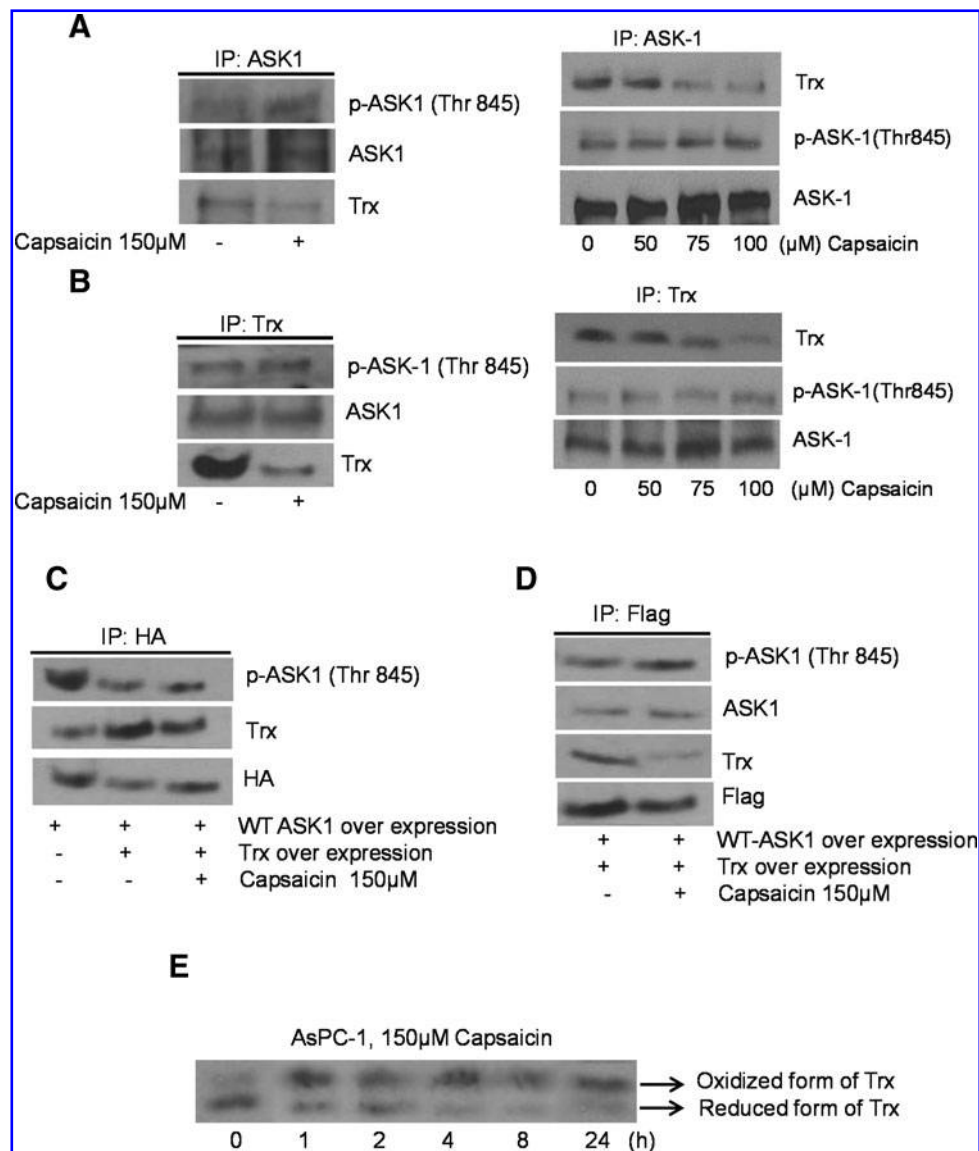 A
IP: ASK1
p-ASK1 (Thr 845)
ASK1
Trx
Capsaicin 150µM - +
IP: ASK-1
Trx
p-ASK-1(Thr845)
ASK-1
0 50 75 100 (µM) Capsaicin
B
IP: Trx
p-ASK-1 (Thr 845)
ASK1
Trx
Capsaicin 150µM - +
IP: Trx
Trx
p-ASK-1(Thr845)
ASK-1
0 50 75 100 (µM) Capsaicin
C
IP: HA
p-ASK1 (Thr 845)
Trx
HA
+ + + WT ASK1 over expression
- + + Trx over expression
- - + Capsaicin 150µM
D
IP: Flag
p-ASK1 (Thr 845)
ASK1
Trx
Flag
+ + WT-ASK1 over expression
+ + Trx over expression
- + Capsaicin 150µM
E
AsPC-1, 150µM Capsaicin
Oxidized form of Trx
Reduced form of Trx
0 1 2 4 8 24 (h)